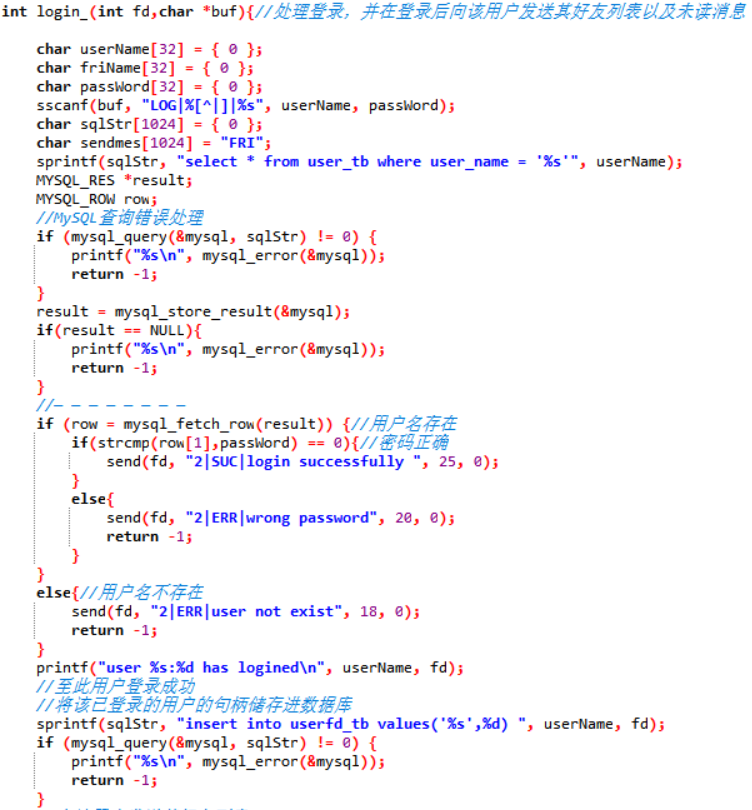 int login_(int fd,char *buf){//处理登录，并在登录后向该用户发送其好友列表以及未读消息
char userName[32] = { 0 };
char friName[32] = { 0 };
char passWord[32] = { 0 };
sscanf(buf, "LOG|%[^|]|%s", userName, passWord);
char sqlStr[1024] = { 0 };
char sendmes[1024] = "FRI";
sprintf(sqlStr, "select * from user_tb where user_name = '%s'", userName);
MYSQL_RES *result;
MYSQL_ROW row;
//MySQL查询错误处理
if (mysql_query(&mysql, sqlStr) != 0) {
printf("%s\n", mysql_error(&mysql));
return -1;
}
result = mysql_store_result(&mysql);
if(result == NULL){
printf("%s\n", mysql_error(&mysql));
return -1;
}
//- - - - - - - -
if (row = mysql_fetch_row(result)) {//用户名存在
if(strcmp(row[1],passWord) == 0){//密码正确
send(fd, "2|SUC|login successfully ", 25, 0);
}
else{
send(fd, "2|ERR|wrong password", 20, 0);
return -1;
}
}
else{//用户名不存在
send(fd, "2|ERR|user not exist", 18, 0);
return -1;
}
printf("user %s:%d has logined\n", userName, fd);
//至此用户登录成功
//将该已登录的用户的句柄储存进数据库
sprintf(sqlStr, "insert into userfd_tb values('%s',%d) ", userName, fd);
if (mysql_query(&mysql, sqlStr) != 0) {
printf("%s\n", mysql_error(&mysql));
return -1;
}